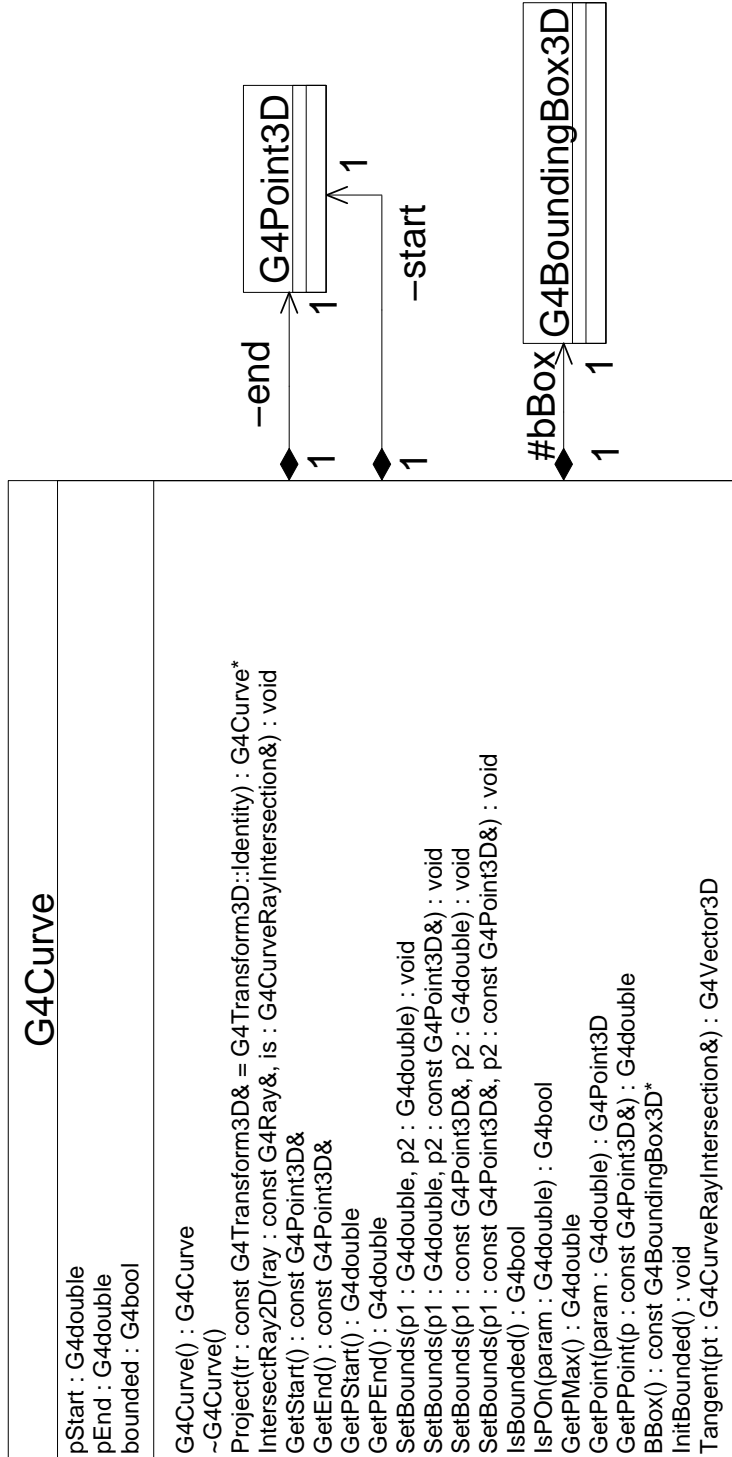 G4Curve
pStart : G4double
pEnd : G4double
bounded : G4bool
G4Curve() : G4Curve
~G4Curve()
Project(tr : const G4Transform3D& = G4Transform3D::Identity) : G4Curve*
IntersectRay2D(ray : const G4Ray&, is : G4CurveRayIntersection&) : void
GetStart() : const G4Point3D&
GetEnd() : const G4Point3D&
GetPStart() : G4double
GetPEnd() : G4double
SetBounds(p1 : G4double, p2 : G4double) : void
SetBounds(p1 : G4double, p2 : const G4Point3D&) : void
SetBounds(p1 : const G4Point3D&, p2 : G4double) : void
SetBounds(p1 : const G4Point3D&, p2 : const G4Point3D&) : void
IsBounded() : G4bool
IsPOn(param : G4double) : G4bool
GetPMax() : G4double
GetPoint(param : G4double) : G4Point3D
GetPPoint(p : const G4Point3D&) : G4double
BBox() : const G4BoundingBox3D*
InitBounded() : void
Tangent(pt : G4CurveRayIntersection&) : G4Vector3D
1
–end
1
G4Point3D
1
–start
1
1
#bBox
1
G4BoundingBox3D